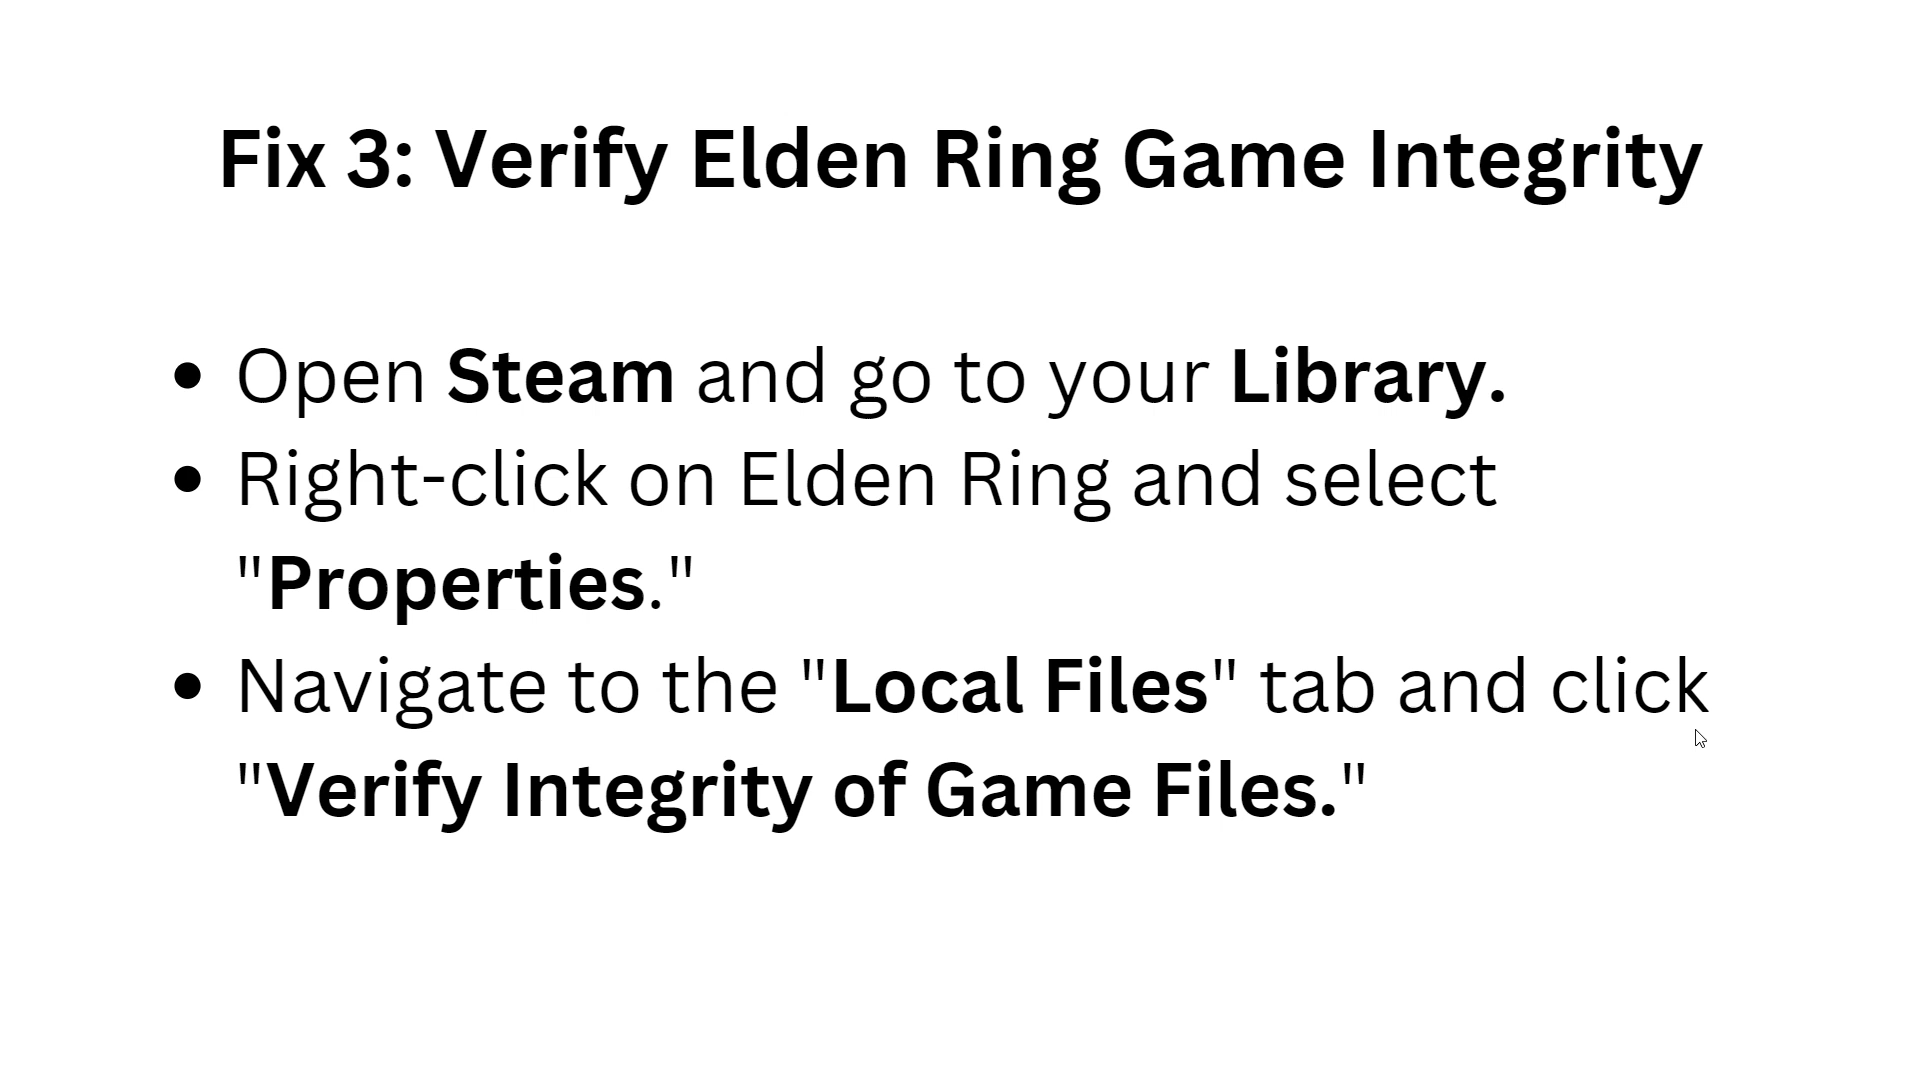 Fix 3: Verify Elden Ring Game Integrity
• Open Steam and go to your Library.
• Right-click on Elden Ring and select
"Properties."
• Navigate to the "Local Files" tab and click
"Verify Integrity of Game Files."